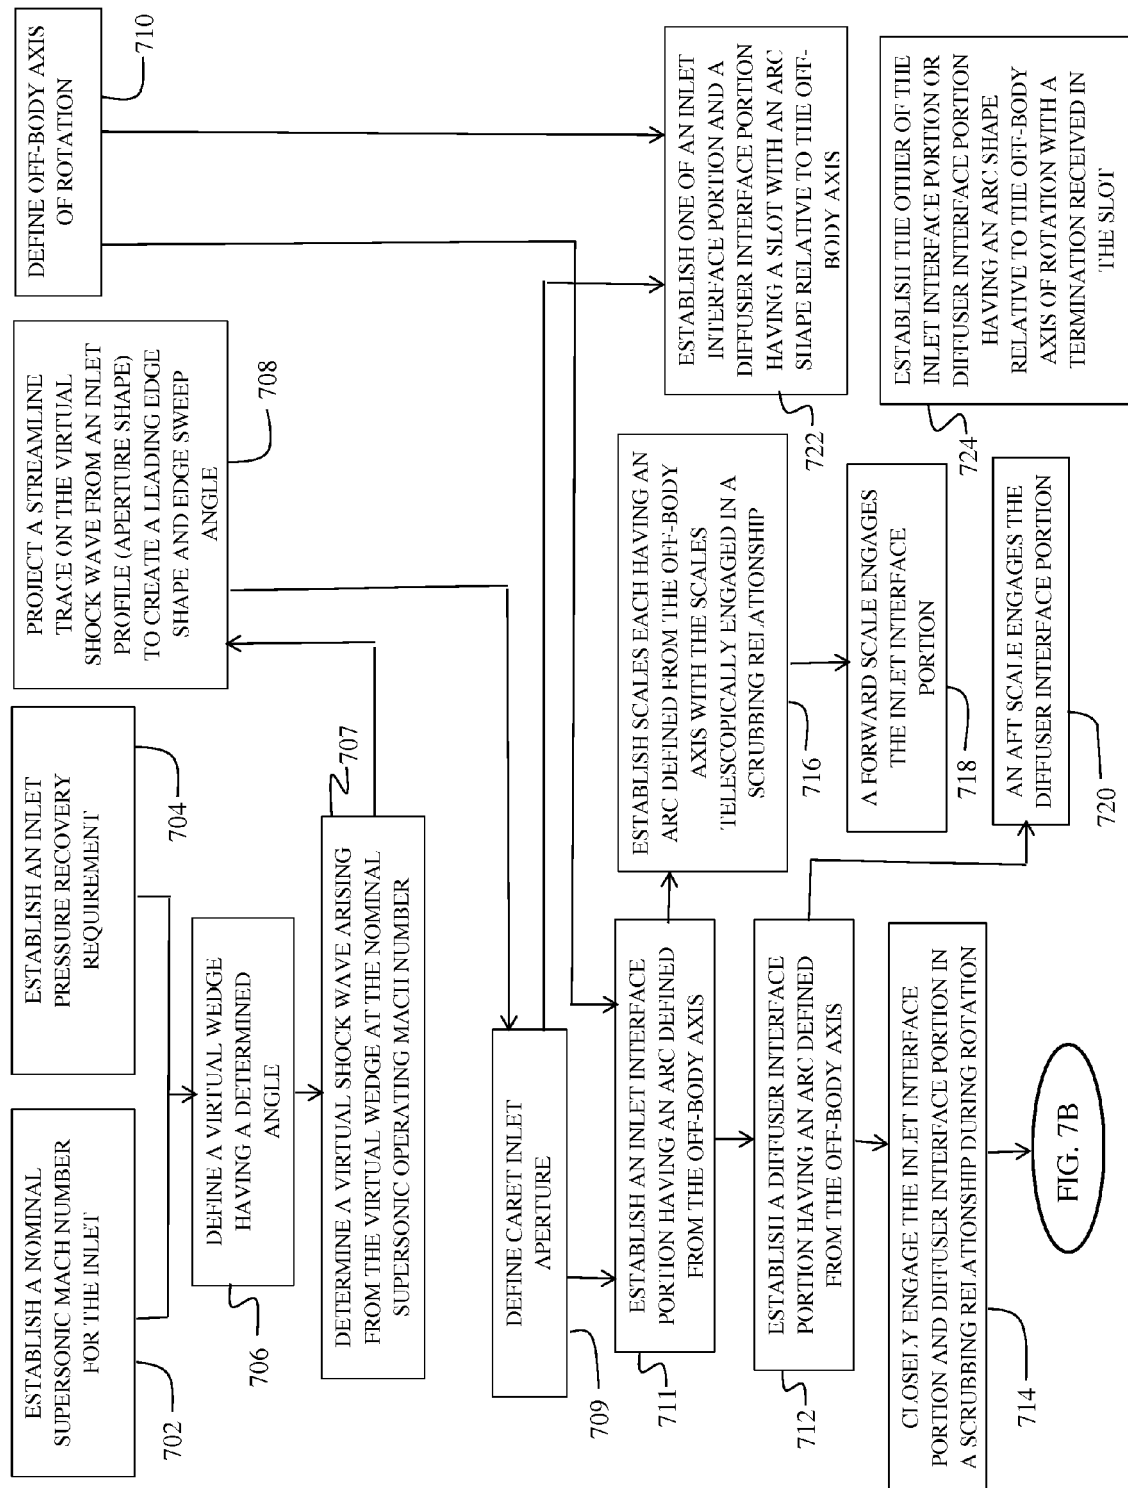 ESTABLISH A NOMINAL
SUPERSONIC MACH NUMBER
FOR THE INLET
702
ESTABLISH AN INLET
PRESSURE RECOVERY
REQUIREMENT
704
DEFINE A VIRTUAL WEDGE
HAVING A DETERMINED
ANGLE
706
DETERMINE A VIRTUAL SHOCK WAVE ARISING
FROM THE VIRTUAL WEDGE AT THE NOMINAL
SUPERSONIC OPERATING MACH NUMBER
707
PROJECT A STREAMLINE
TRACE ON THE VIRTUAL
SHOCK WAVE FROM AN INLET
PROFILE (APERTURE SHAPE)
TO CREATE A LEADING EDGE
SHAPE AND EDGE SWEEP
ANGLE
708
DEFINE OFF-BODY AXIS
OF ROTATION
710
DEFINE CARET INLET
APERTURE
709
ESTABLISH AN INLET INTERFACE
PORTION HAVING AN ARC DEFINED
FROM THE OFF-BODY AXIS
711
ESTABLISH A DIFFUSER INTERFACE
PORTION HAVING AN ARC DEFINED
FROM THE OFF-BODY AXIS
712
CLOSELY ENGAGE THE INLET INTERFACE
PORTION AND DIFFUSER INTERFACE PORTION IN
A SCRUBBING RELATIONSHIP DURING ROTATION
714
FIG. 7B
ESTABLISH SCALES EACH HAVING AN
ARC DEFINED FROM THE OFF-BODY
AXIS WITH THE SCALES
TELESCOPICALLY ENGAGED IN A
SCRUBBING RELATIONSHIP
716
A FORWARD SCALE ENGAGES
THE INLET INTERFACE
PORTION
718
AN AFT SCALE ENGAGES THE
DIFFUSER INTERFACE PORTION
720
ESTABLISH ONE OF AN INLET
INTERFACE PORTION AND A
DIFFUSER INTERFACE PORTION
HAVING A SLOT WITH AN ARC
SHAPE RELATIVE TO THE OFF-
BODY AXIS
722
ESTABLISH THE OTHER OF THE
INLET INTERFACE PORTION OR
DIFFUSER INTERFACE PORTION
HAVING AN ARC SHAPE
RELATIVE TO THE OFF-BODY
AXIS OF ROTATION WITH A
TERMINATION RECEIVED IN
THE SLOT
724